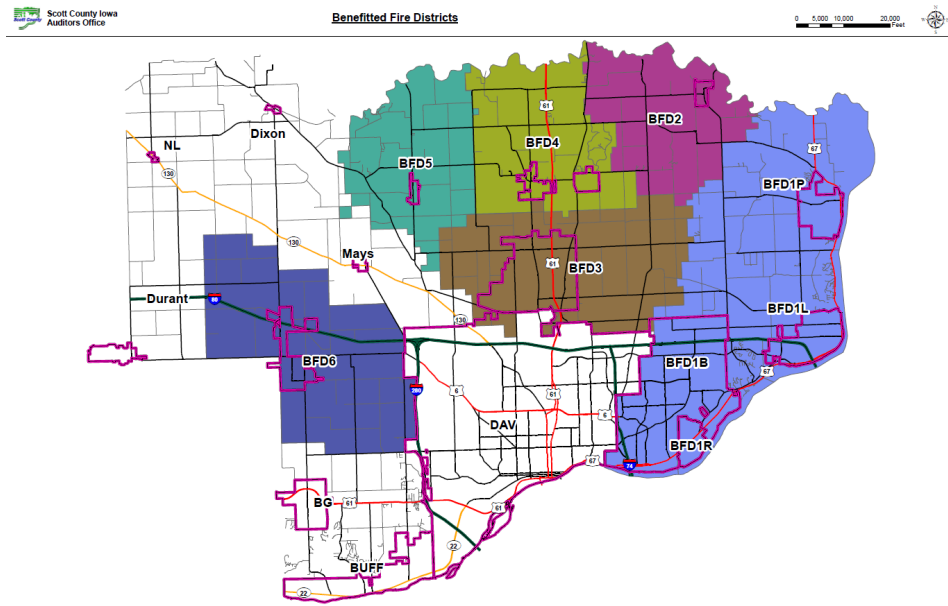 Scott County Iowa
Auditors Office
Scott County
Benefitted Fire Districts
0 5,000 10,000 20,000
Feet
61
BFD2
Dixon
BFD4
NL
67
BFD5
130
BFD1P
130
Mays
61
BFD3
Durant
80
BFD1L
130
BFD6
BFD1B
67
280
6
61
6
DAV
BFD1R
67
74
BG
61
61
22
BUFF
22